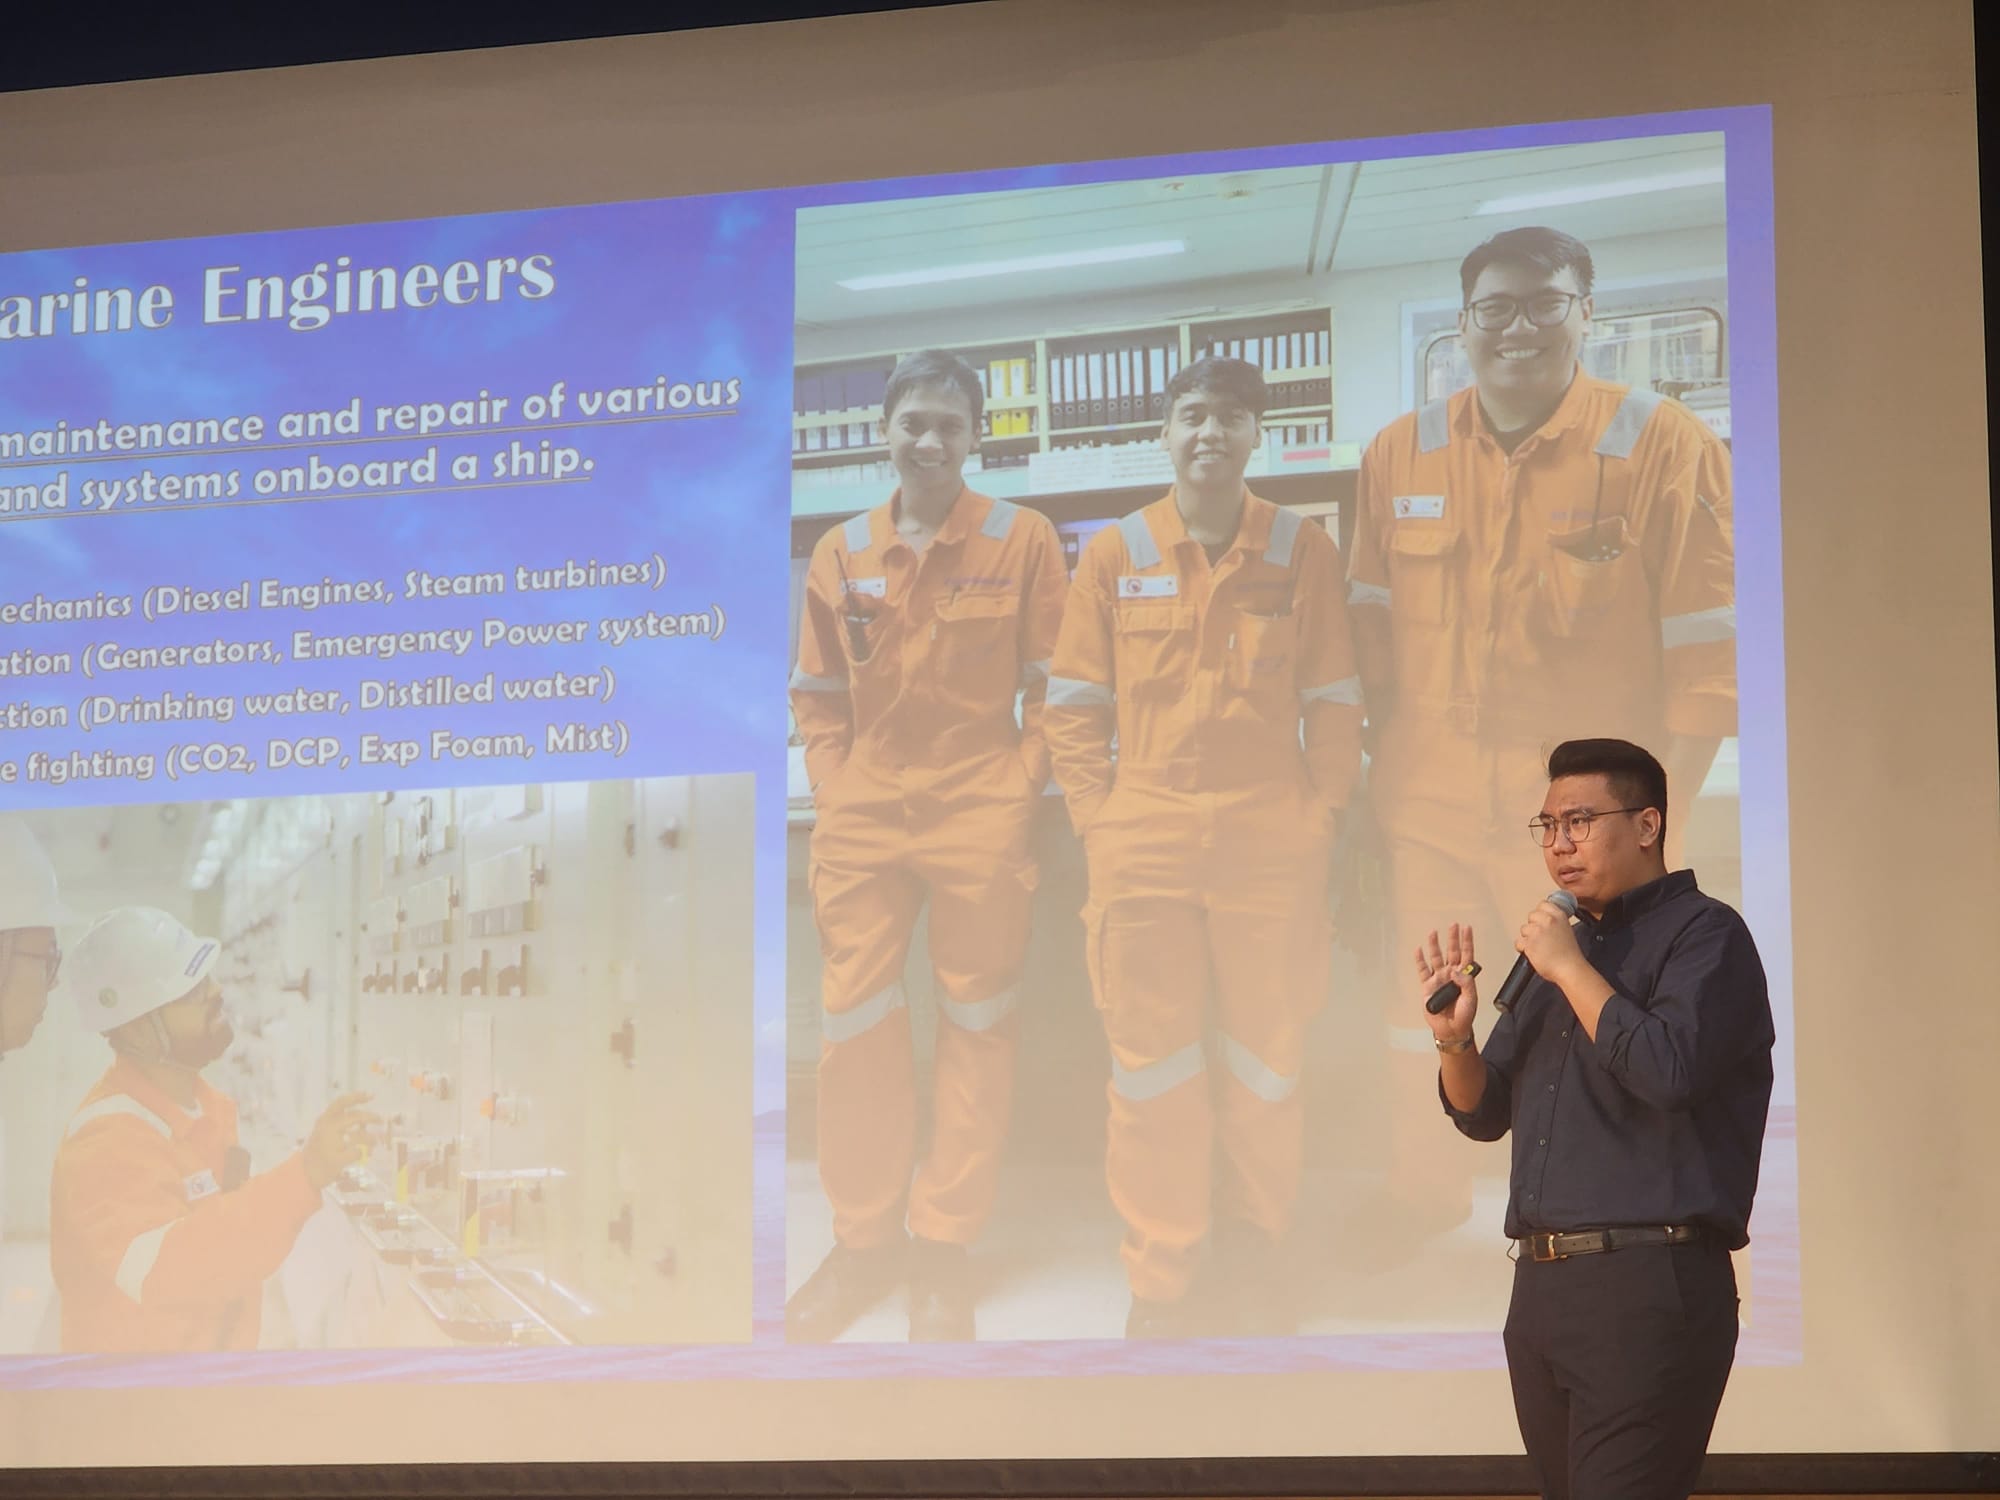 arine Engineers
maintenance and repair of various
and systems onboard a ship.
echanics (Diesel Engines, Steam turbines)
ation (Generators, Emergency Power system)
ction (Drinking water, Distilled water)
e fighting (CO2, DCP, Exp Foam, Mist)